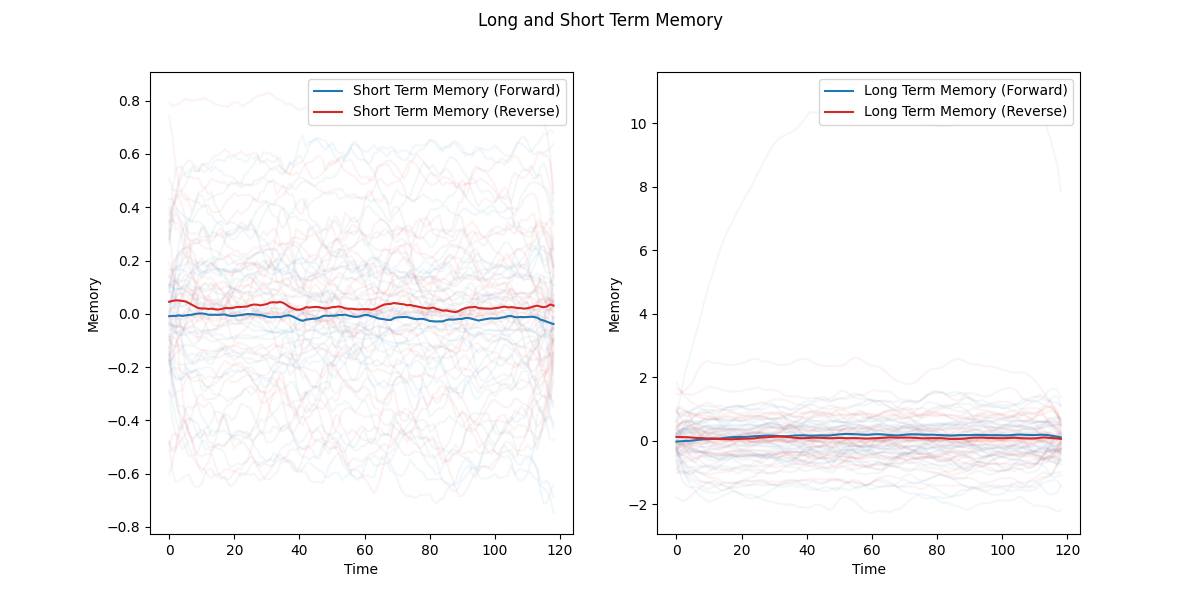 Long and Short Term Memory
Short Term Memory (Forward)
Short Term Memory (Reverse)
0.8
0.6
0.4
0.2
0.0
−0.2
−0.4
−0.6
−0.8
Memory
0 20 40 60 80 100 120
Time
Long Term Memory (Forward)
Long Term Memory (Reverse)
10
8
6
4
2
0
−2
Memory
0 20 40 60 80 100 120
Time